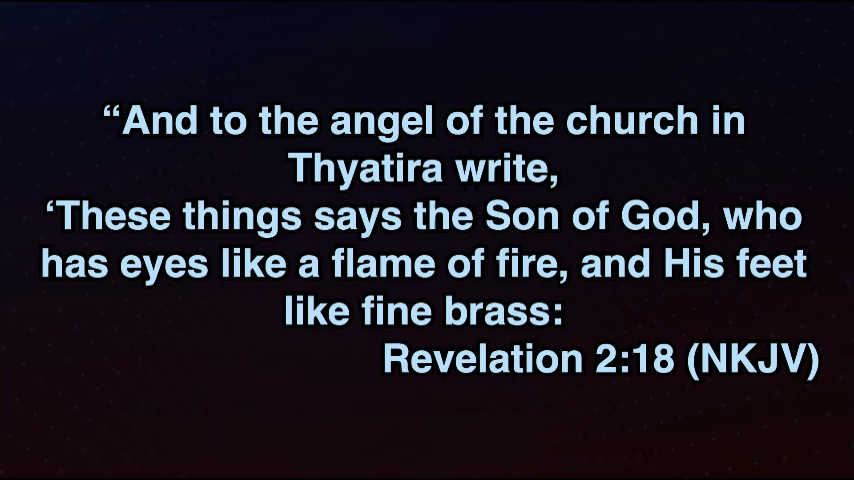 “And to the angel of the church in
Thyatira write,
‘These things says the Son of God, who
has eyes like a flame of fire, and His feet
like fine brass:
Revelation 2:18 (NKJV)